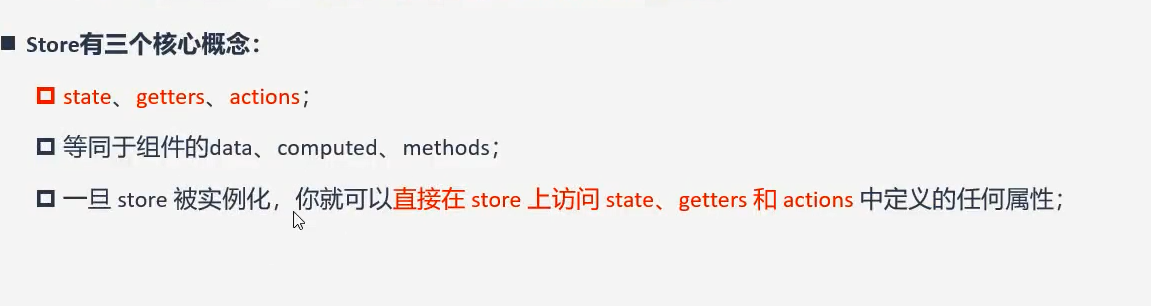 Store有三个核心概念：
state、getters、actions；
等同于组件的data、computed、methods；
一旦 store 被实例化，你就可以直接在 store 上访问 state、getters 和 actions 中定义的任何属性；